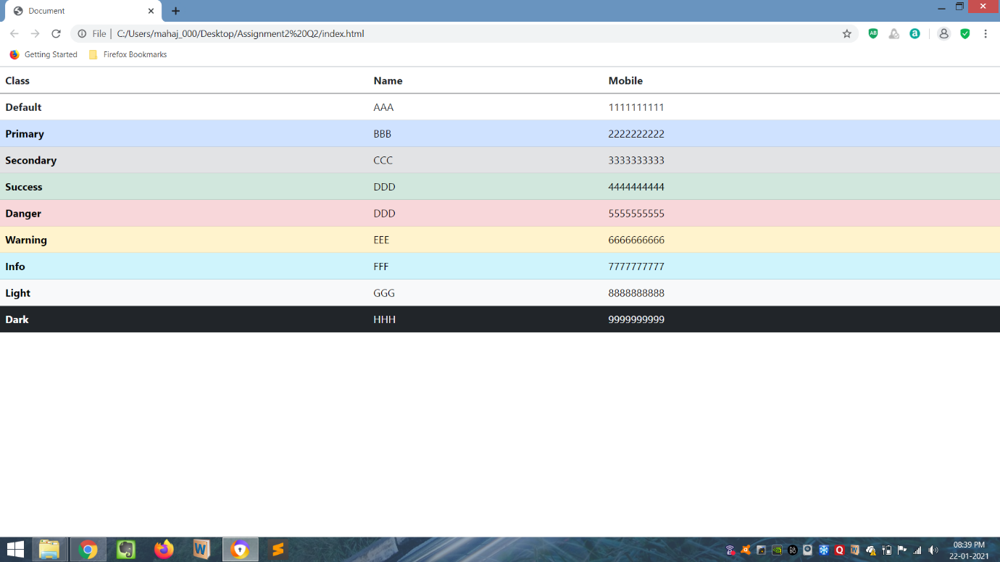 Document
File | C:/Users/mahaj_000/Desktop/Assignment2%20Q2/index.html
Getting Started Firefox Bookmarks
Class Name Mobile
Default AAA 1111111111
Primary BBB 2222222222
Secondary CCC 3333333333
Success DDD 4444444444
Danger DDD 5555555555
Warning EEE 6666666666
Info FFF 7777777777
Light GGG 8888888888
Dark HHH 9999999999
08:39 PM
22-01-2021